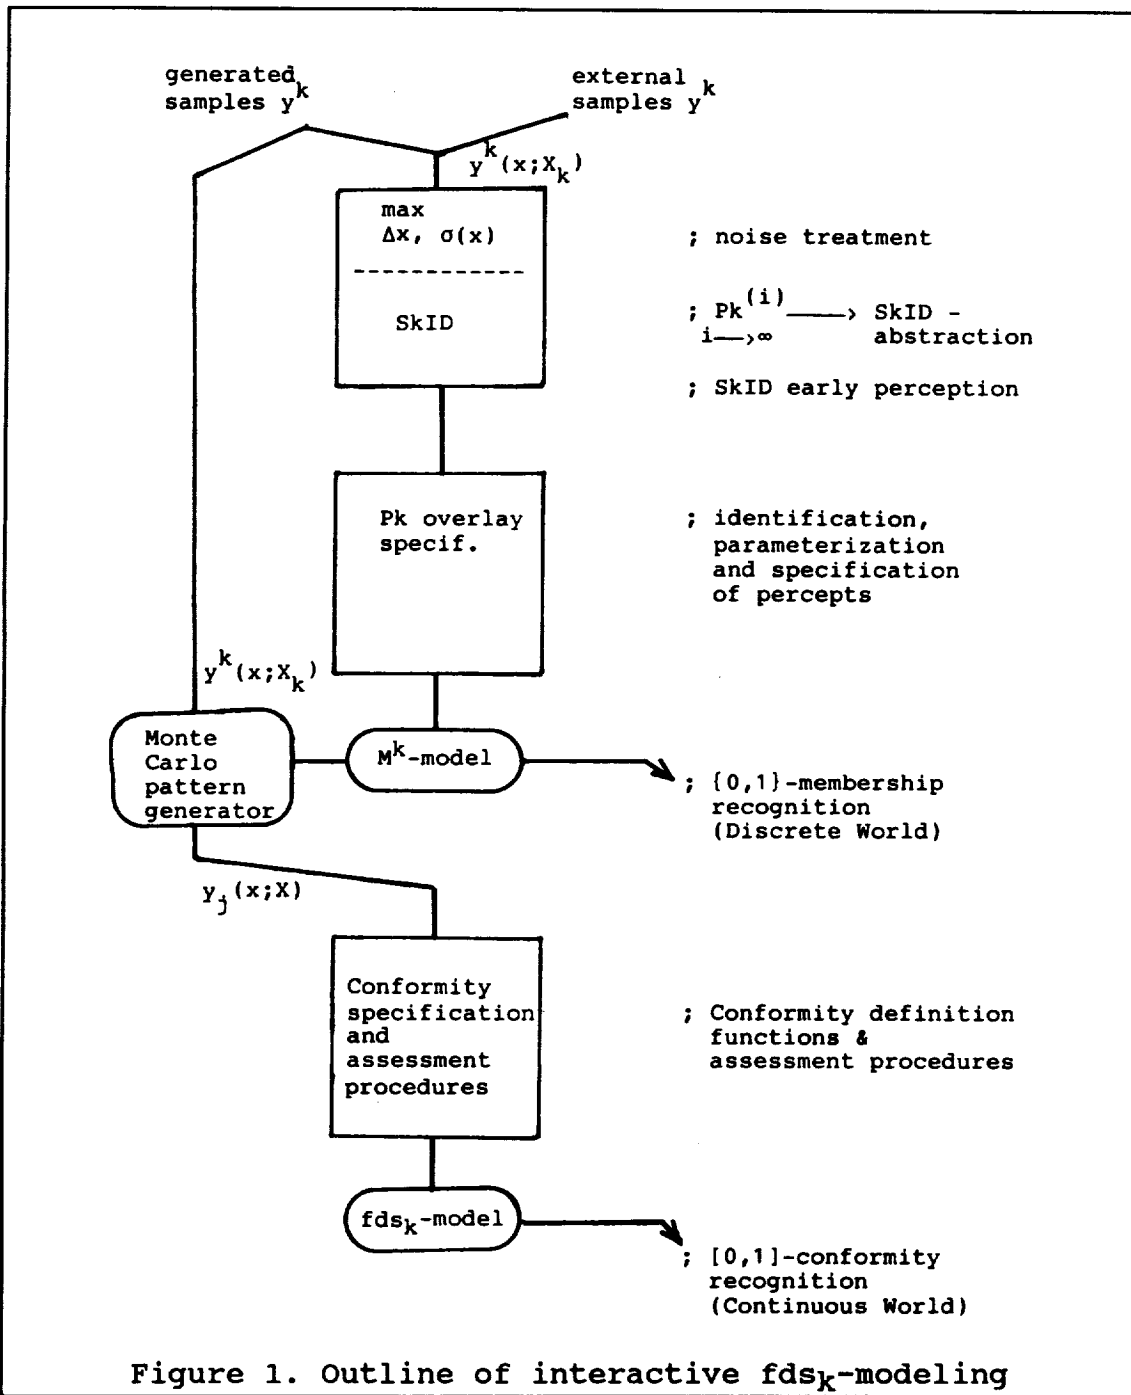 generated
samples y^k
external
samples y^k
y^k(x;X_k)
max
Δx, σ(x)
------------
SkID
; noise treatment
; Pk^(i) ——> SkID -
i—>∞ abstraction
; SkID early perception
Pk overlay
specif.
; identification,
parameterization
and specification
of percepts
y^k(x;X_k)
Monte
Carlo
pattern
generator
M^k-model
; {0,1}-membership
recognition
(Discrete World)
y_j(x;X)
Conformity
specification
and
assessment
procedures
; Conformity definition
functions &
assessment procedures
fds_k-model
; [0,1]-conformity
recognition
(Continuous World)
Figure 1. Outline of interactive fds_k-modeling